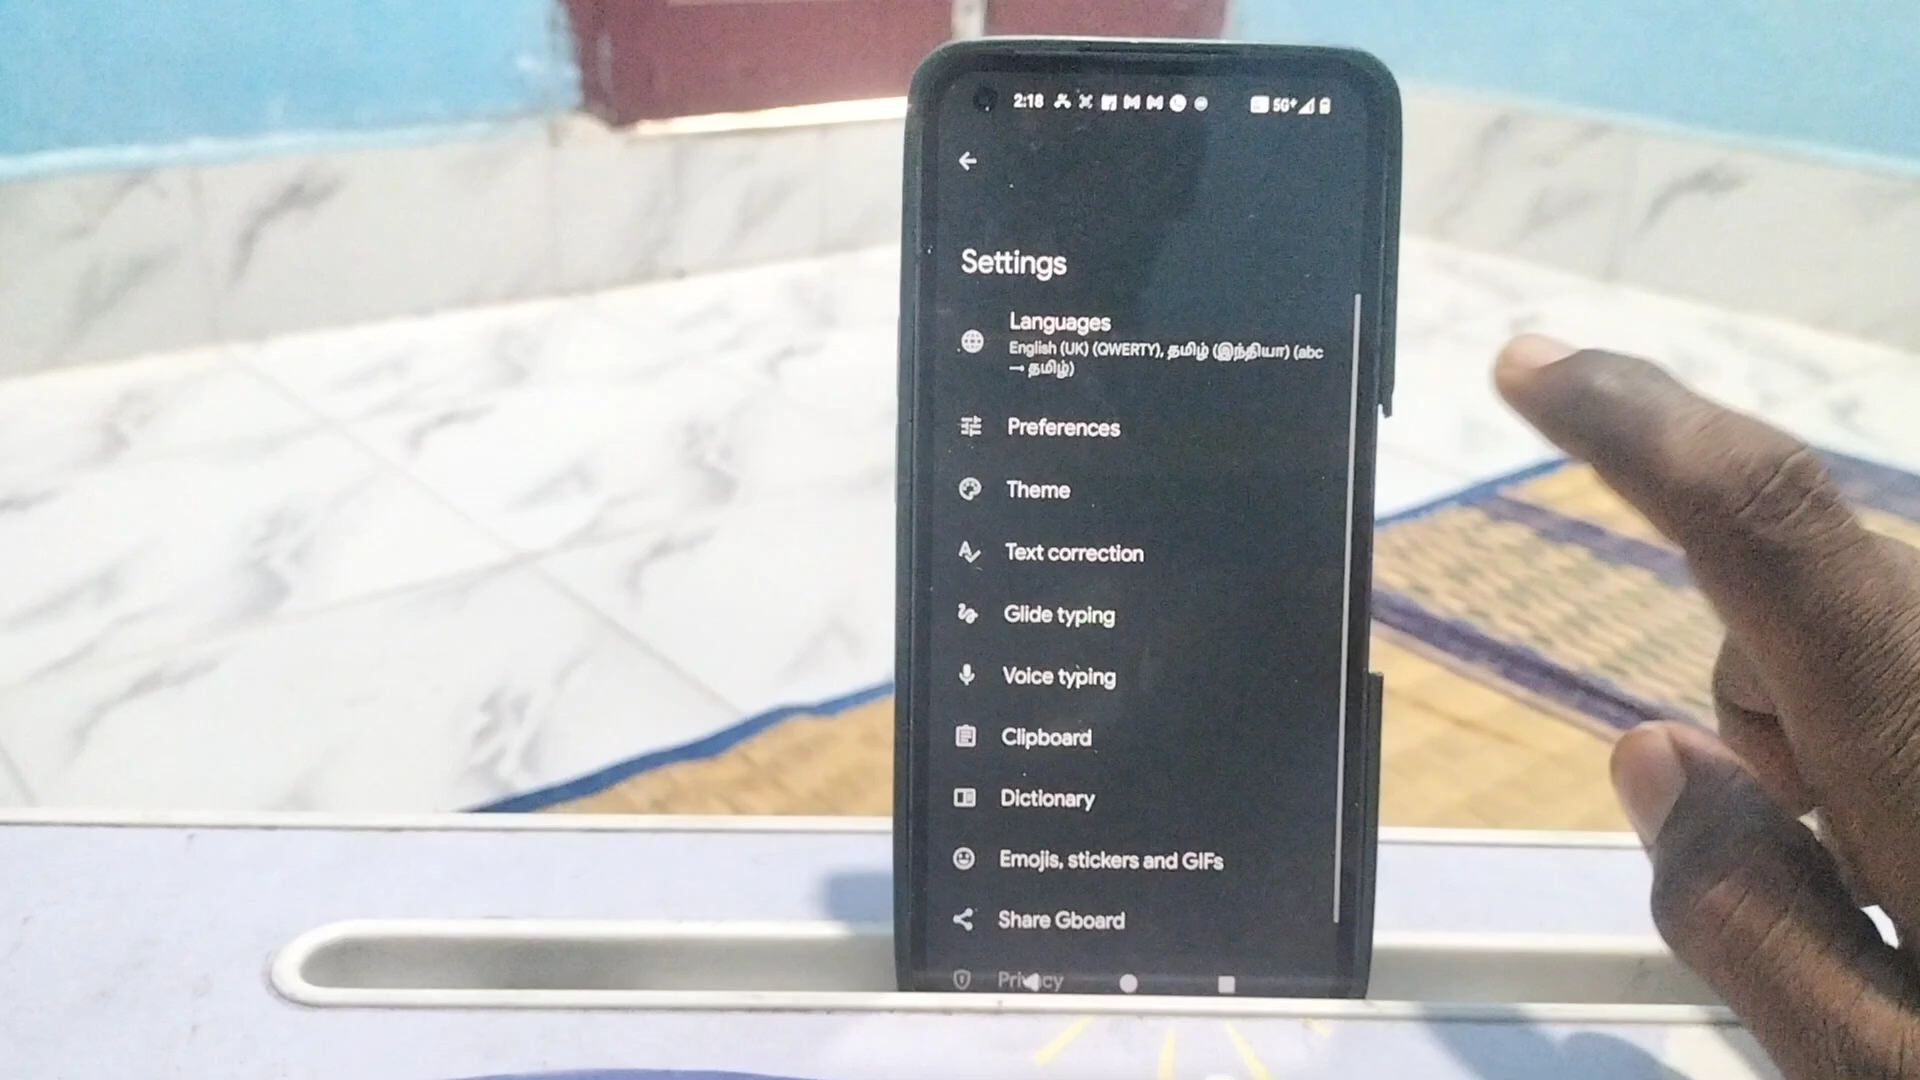 2:18
5G+
Settings
Languages
English (UK) (QWERTY), தமிழ் (இந்தியா) (abc
→ தமிழ்)
Preferences
Theme
Text correction
Glide typing
Voice typing
Clipboard
Dictionary
Emojis, stickers and GIFs
Share Gboard
Privacy